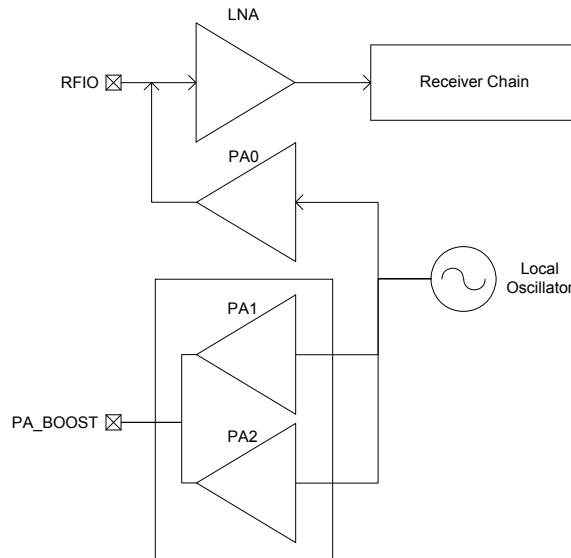 LNA
RFIO
Receiver Chain
PA0
Local
Oscillator
PA1
PA_BOOST
PA2